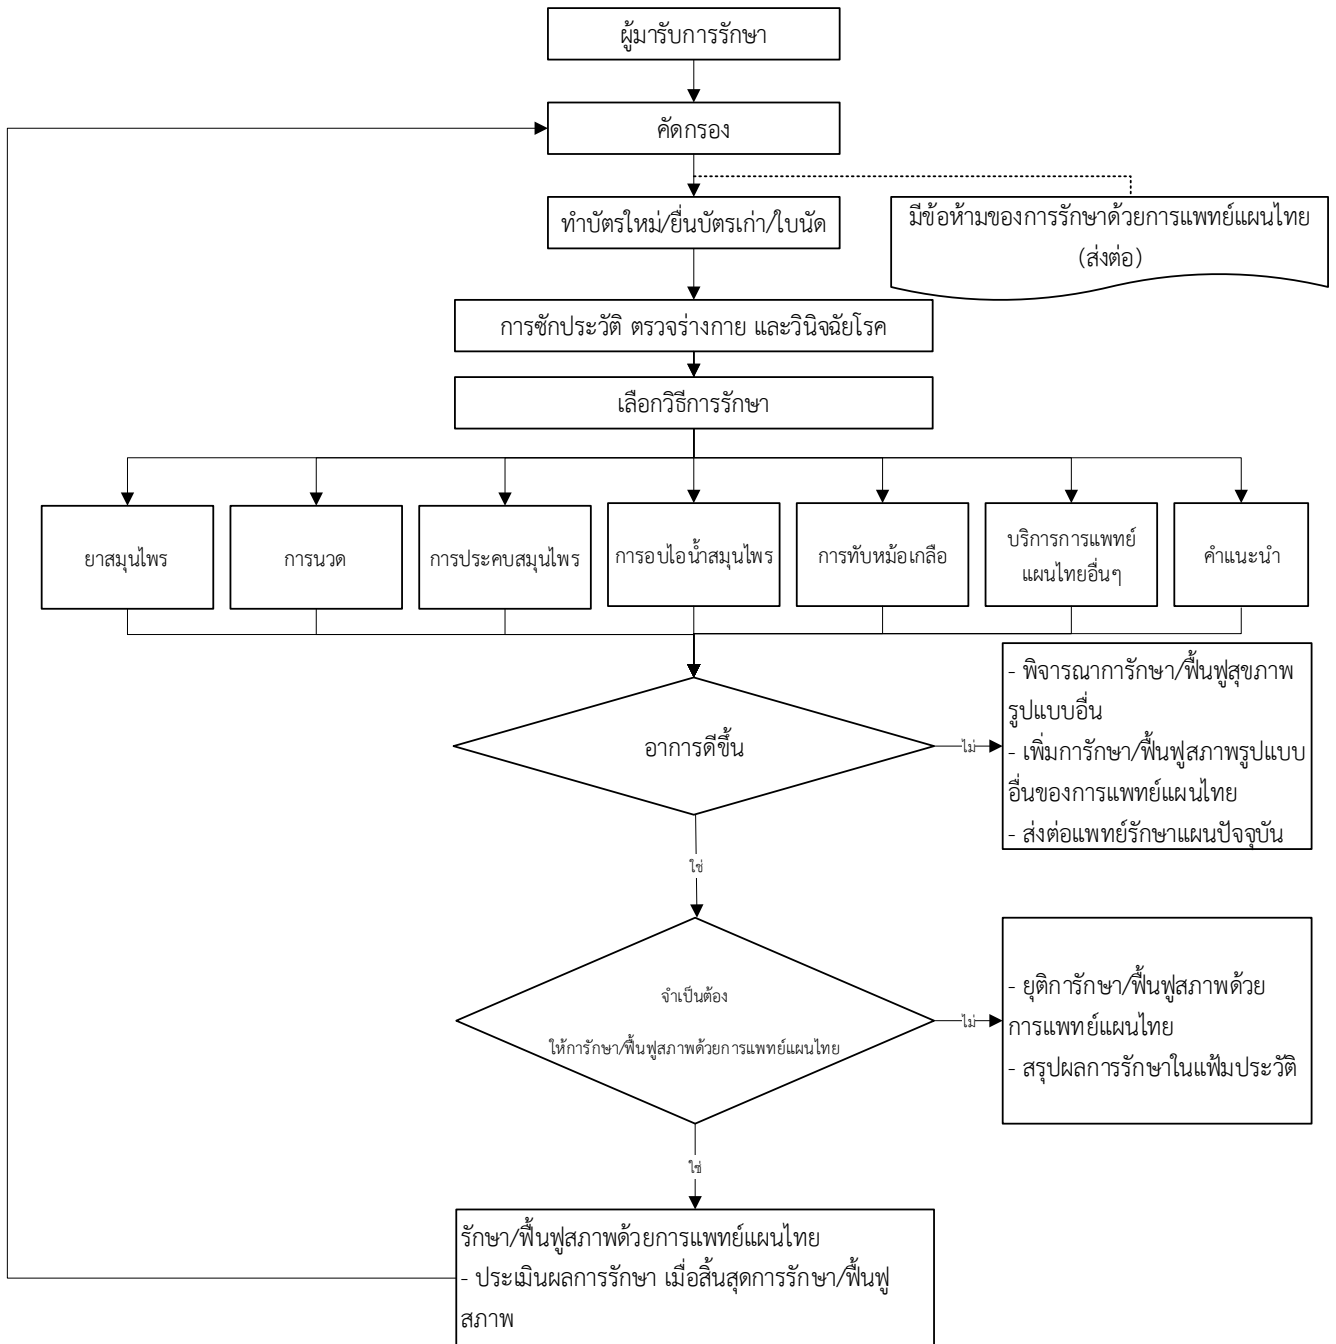 ผู้มารับการรักษา
คัดกรอง
ทำบัตรใหม่/ยื่นบัตรเก่า/ใบนัด
มีข้อห้ามของการรักษาด้วยการแพทย์แผนไทย
(ส่งต่อ)
การซักประวัติ ตรวจร่างกาย และวินิจฉัยโรค
เลือกวิธีการรักษา
ยาสมุนไพร
การนวด
การประคบสมุนไพร
การอบไอน้ำสมุนไพร
การทับหม้อเกลือ
บริการการแพทย์
แผนไทยอื่นๆ
คำแนะนำ
อาการดีขึ้น
ไม่
- พิจารณาการักษา/ฟื้นฟูสุขภาพ
รูปแบบอื่น
- เพิ่มการักษา/ฟื้นฟูสภาพรูปแบบ
อื่นของการแพทย์แผนไทย
- ส่งต่อแพทย์รักษาแผนปัจจุบัน
ใช่
จำเป็นต้อง
ให้การักษา/ฟื้นฟูสภาพด้วยการแพทย์แผนไทย
ไม่
- ยุติการักษา/ฟื้นฟูสภาพด้วย
การแพทย์แผนไทย
- สรุปผลการรักษาในแฟ้มประวัติ
ใช่
รักษา/ฟื้นฟูสภาพด้วยการแพทย์แผนไทย
- ประเมินผลการรักษา เมื่อสิ้นสุดการรักษา/ฟื้นฟู
สภาพ